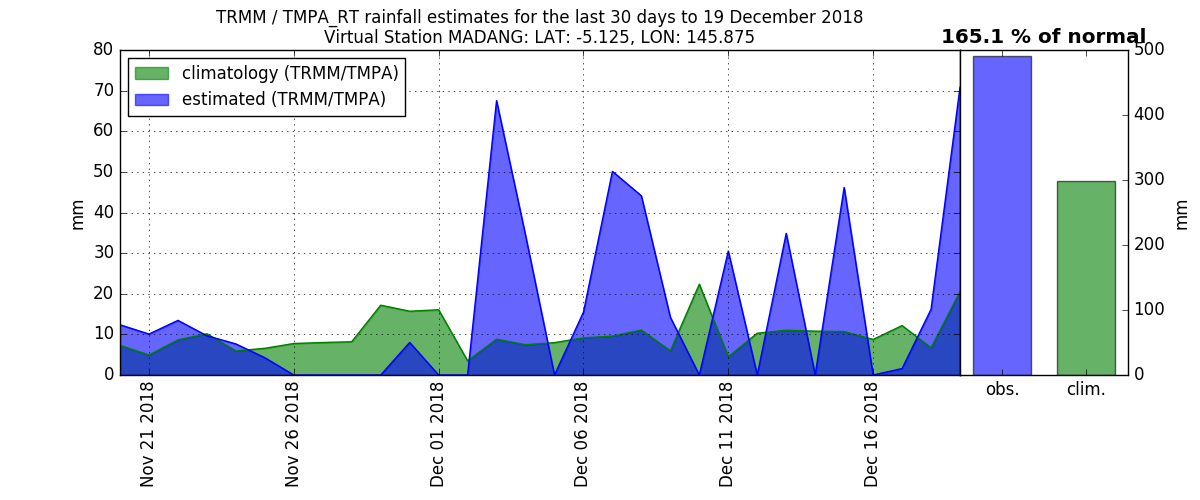 TRMM / TMPA_RT rainfall estimates for the last 30 days to 19 December 2018
Virtual Station MADANG: LAT: -5.125, LON: 145.875
165.1 % of normal
climatology (TRMM/TMPA)
estimated (TRMM/TMPA)
80
70
60
50
40
30
20
10
0
mm
Nov 21 2018
Nov 26 2018
Dec 01 2018
Dec 06 2018
Dec 11 2018
Dec 16 2018
500
400
300
200
100
0
mm
obs.
clim.